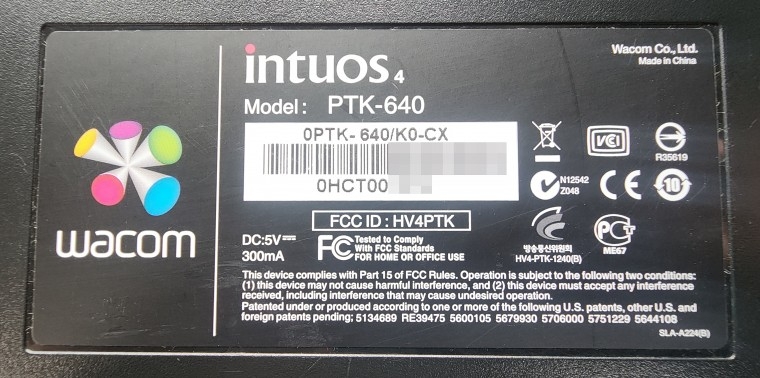 intuos4
Wacom Co., Ltd.
Made in China
Model: PTK-640
0PTK-640/K0-CX
0HCT00
VCI
R35619
N12542
Z048
10
FCC ID : HV4PTK
wacom
DC:5V⎓
300mA
FC Tested to Comply
With FCC Standards
FOR HOME OR OFFICE USE
방송통신위원회
HV4-PTK-1240(B)
CE
PCT
ME67
This device complies with Part 15 of FCC Rules. Operation is subject to the following two conditions:
(1) this device may not cause harmful interference, and (2) this device must accept any interference
received, including interference that may cause undesired operation.
Patented under or produced according to one or more of the following U.S. patents, other U.S. and
foreign patents pending; 5134689 RE39475 5600105 5679930 5706000 5751229 5644108
SLA-A224(B)